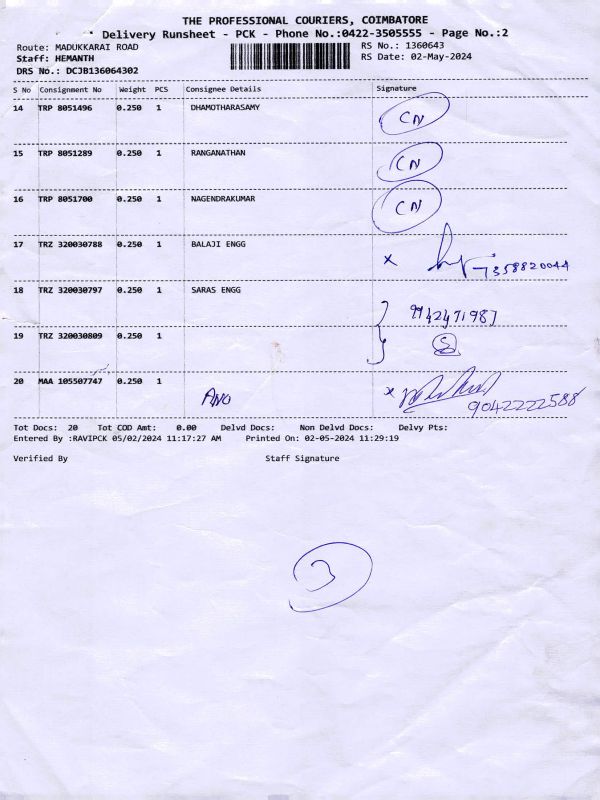 THE PROFESSIONAL COURIERS, COIMBATORE
Delivery Runsheet - PCK - Phone No.:0422-3505555 - Page No.:2
Route: MADUKKARAI ROAD RS No.: 1360643
Staff: HEMANTH RS Date: 02-May-2024
DRS No.: DCJB136064302
S No Consignment No Weight PCS Consignee Details Signature
14 TRP 8051496 0.250 1 DHAMOTHARASAMY CN
15 TRP 8051289 0.250 1 RANGANATHAN CN
16 TRP 8051700 0.250 1 NAGENDRAKUMAR CN
17 TRZ 320030788 0.250 1 BALAJI ENGG x 7358820044
18 TRZ 320030797 0.250 1 SARAS ENGG
19 TRZ 320030809 0.250 1
20 MAA 105507747 0.250 1 x
9042222588
Tot Docs: 20 Tot COD Amt: 0.00 Delvd Docs: Non Delvd Docs: Delvy Pts:
Entered By :RAVIPCK 05/02/2024 11:17:27 AM Printed On: 02-05-2024 11:29:19
Verified By Staff Signature
3